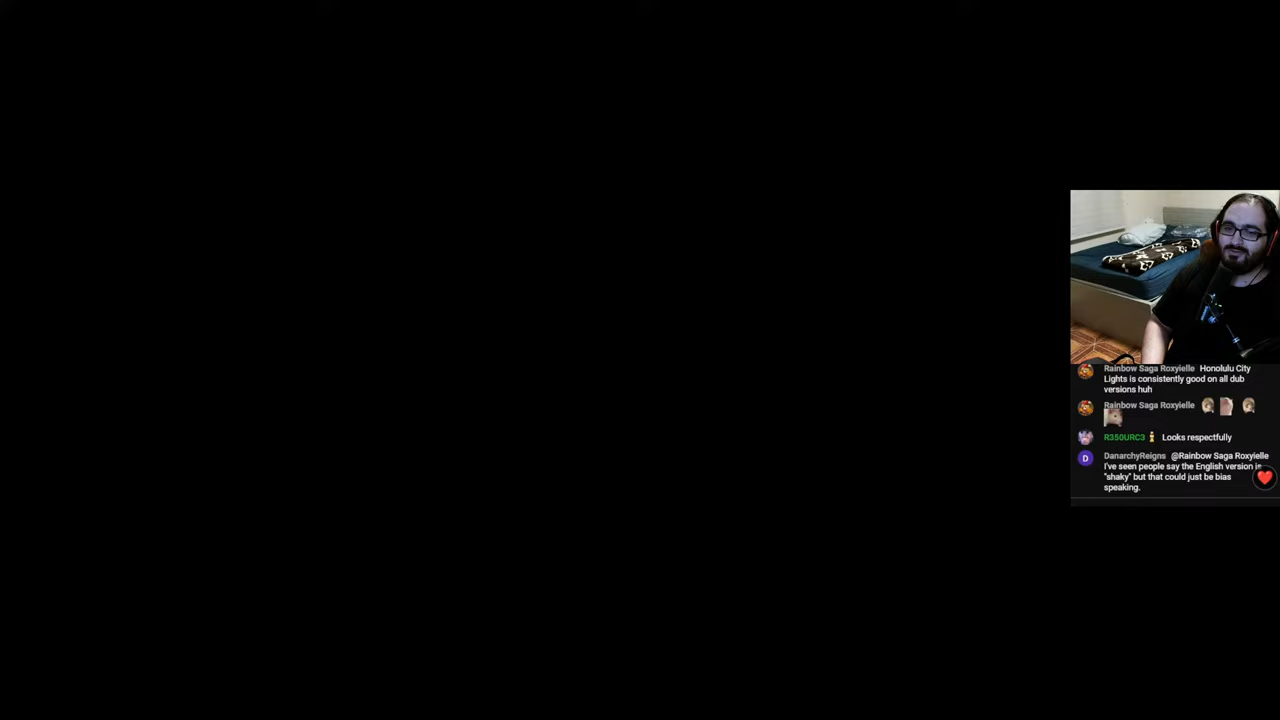 Rainbow Saga Roxyielle Honolulu City
Lights is consistently good on all dub
versions huh
Rainbow Saga Roxyielle
R350URC3 Looks respectfully
D DanarchyReigns @Rainbow Saga Roxyielle
I've seen people say the English version is
"shaky" but that could just be bias
speaking.